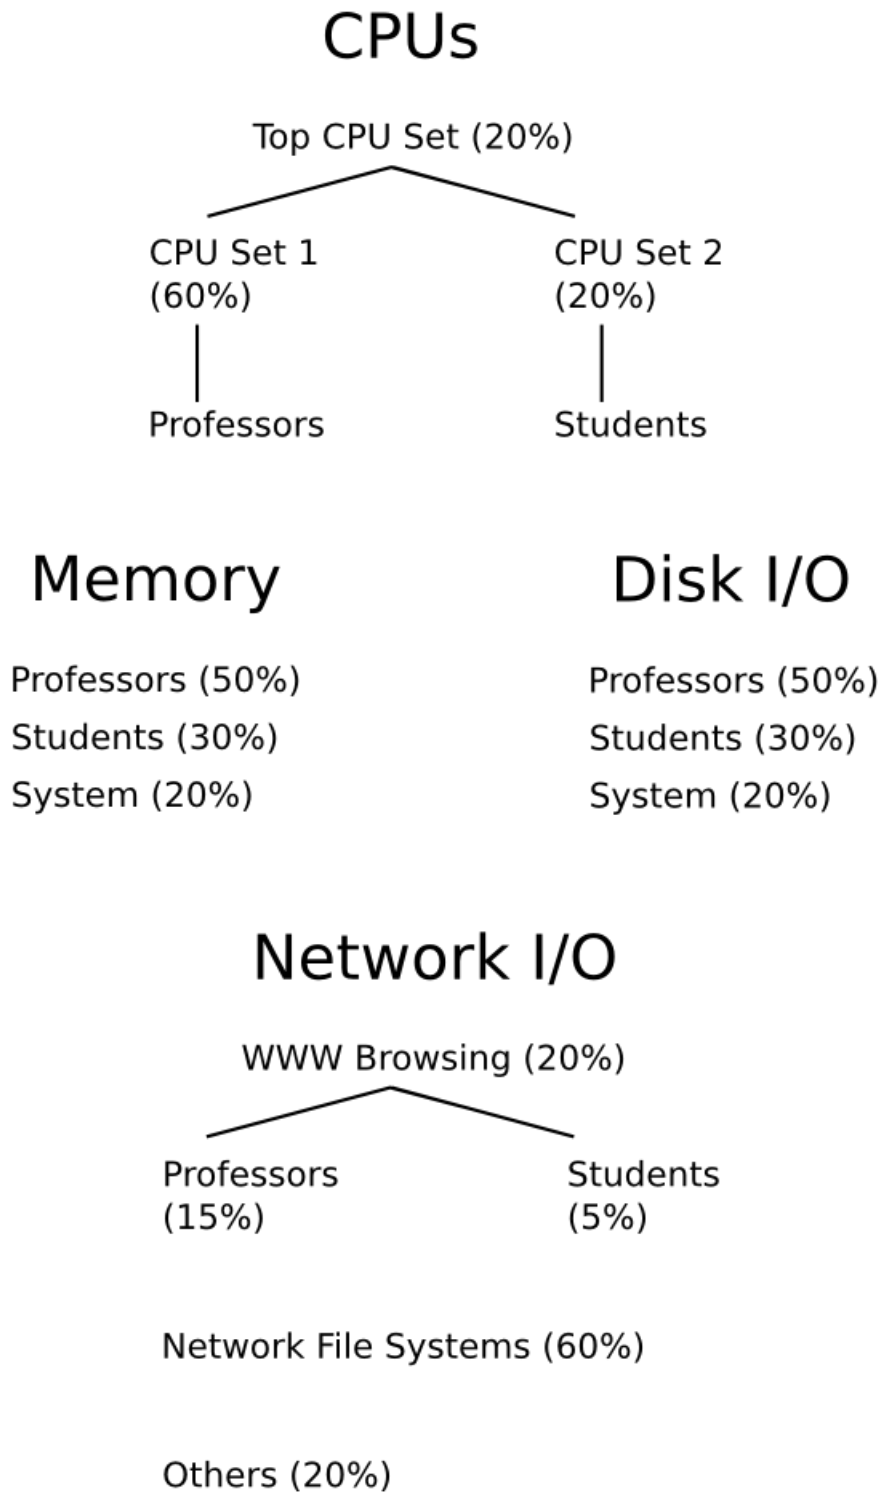 CPUs
Top CPU Set (20%)
CPU Set 1
(60%)
CPU Set 2
(20%)
Professors
Students
Memory
Professors (50%)
Students (30%)
System (20%)
Disk I/O
Professors (50%)
Students (30%)
System (20%)
Network I/O
WWW Browsing (20%)
Professors
(15%)
Students
(5%)
Network File Systems (60%)
Others (20%)